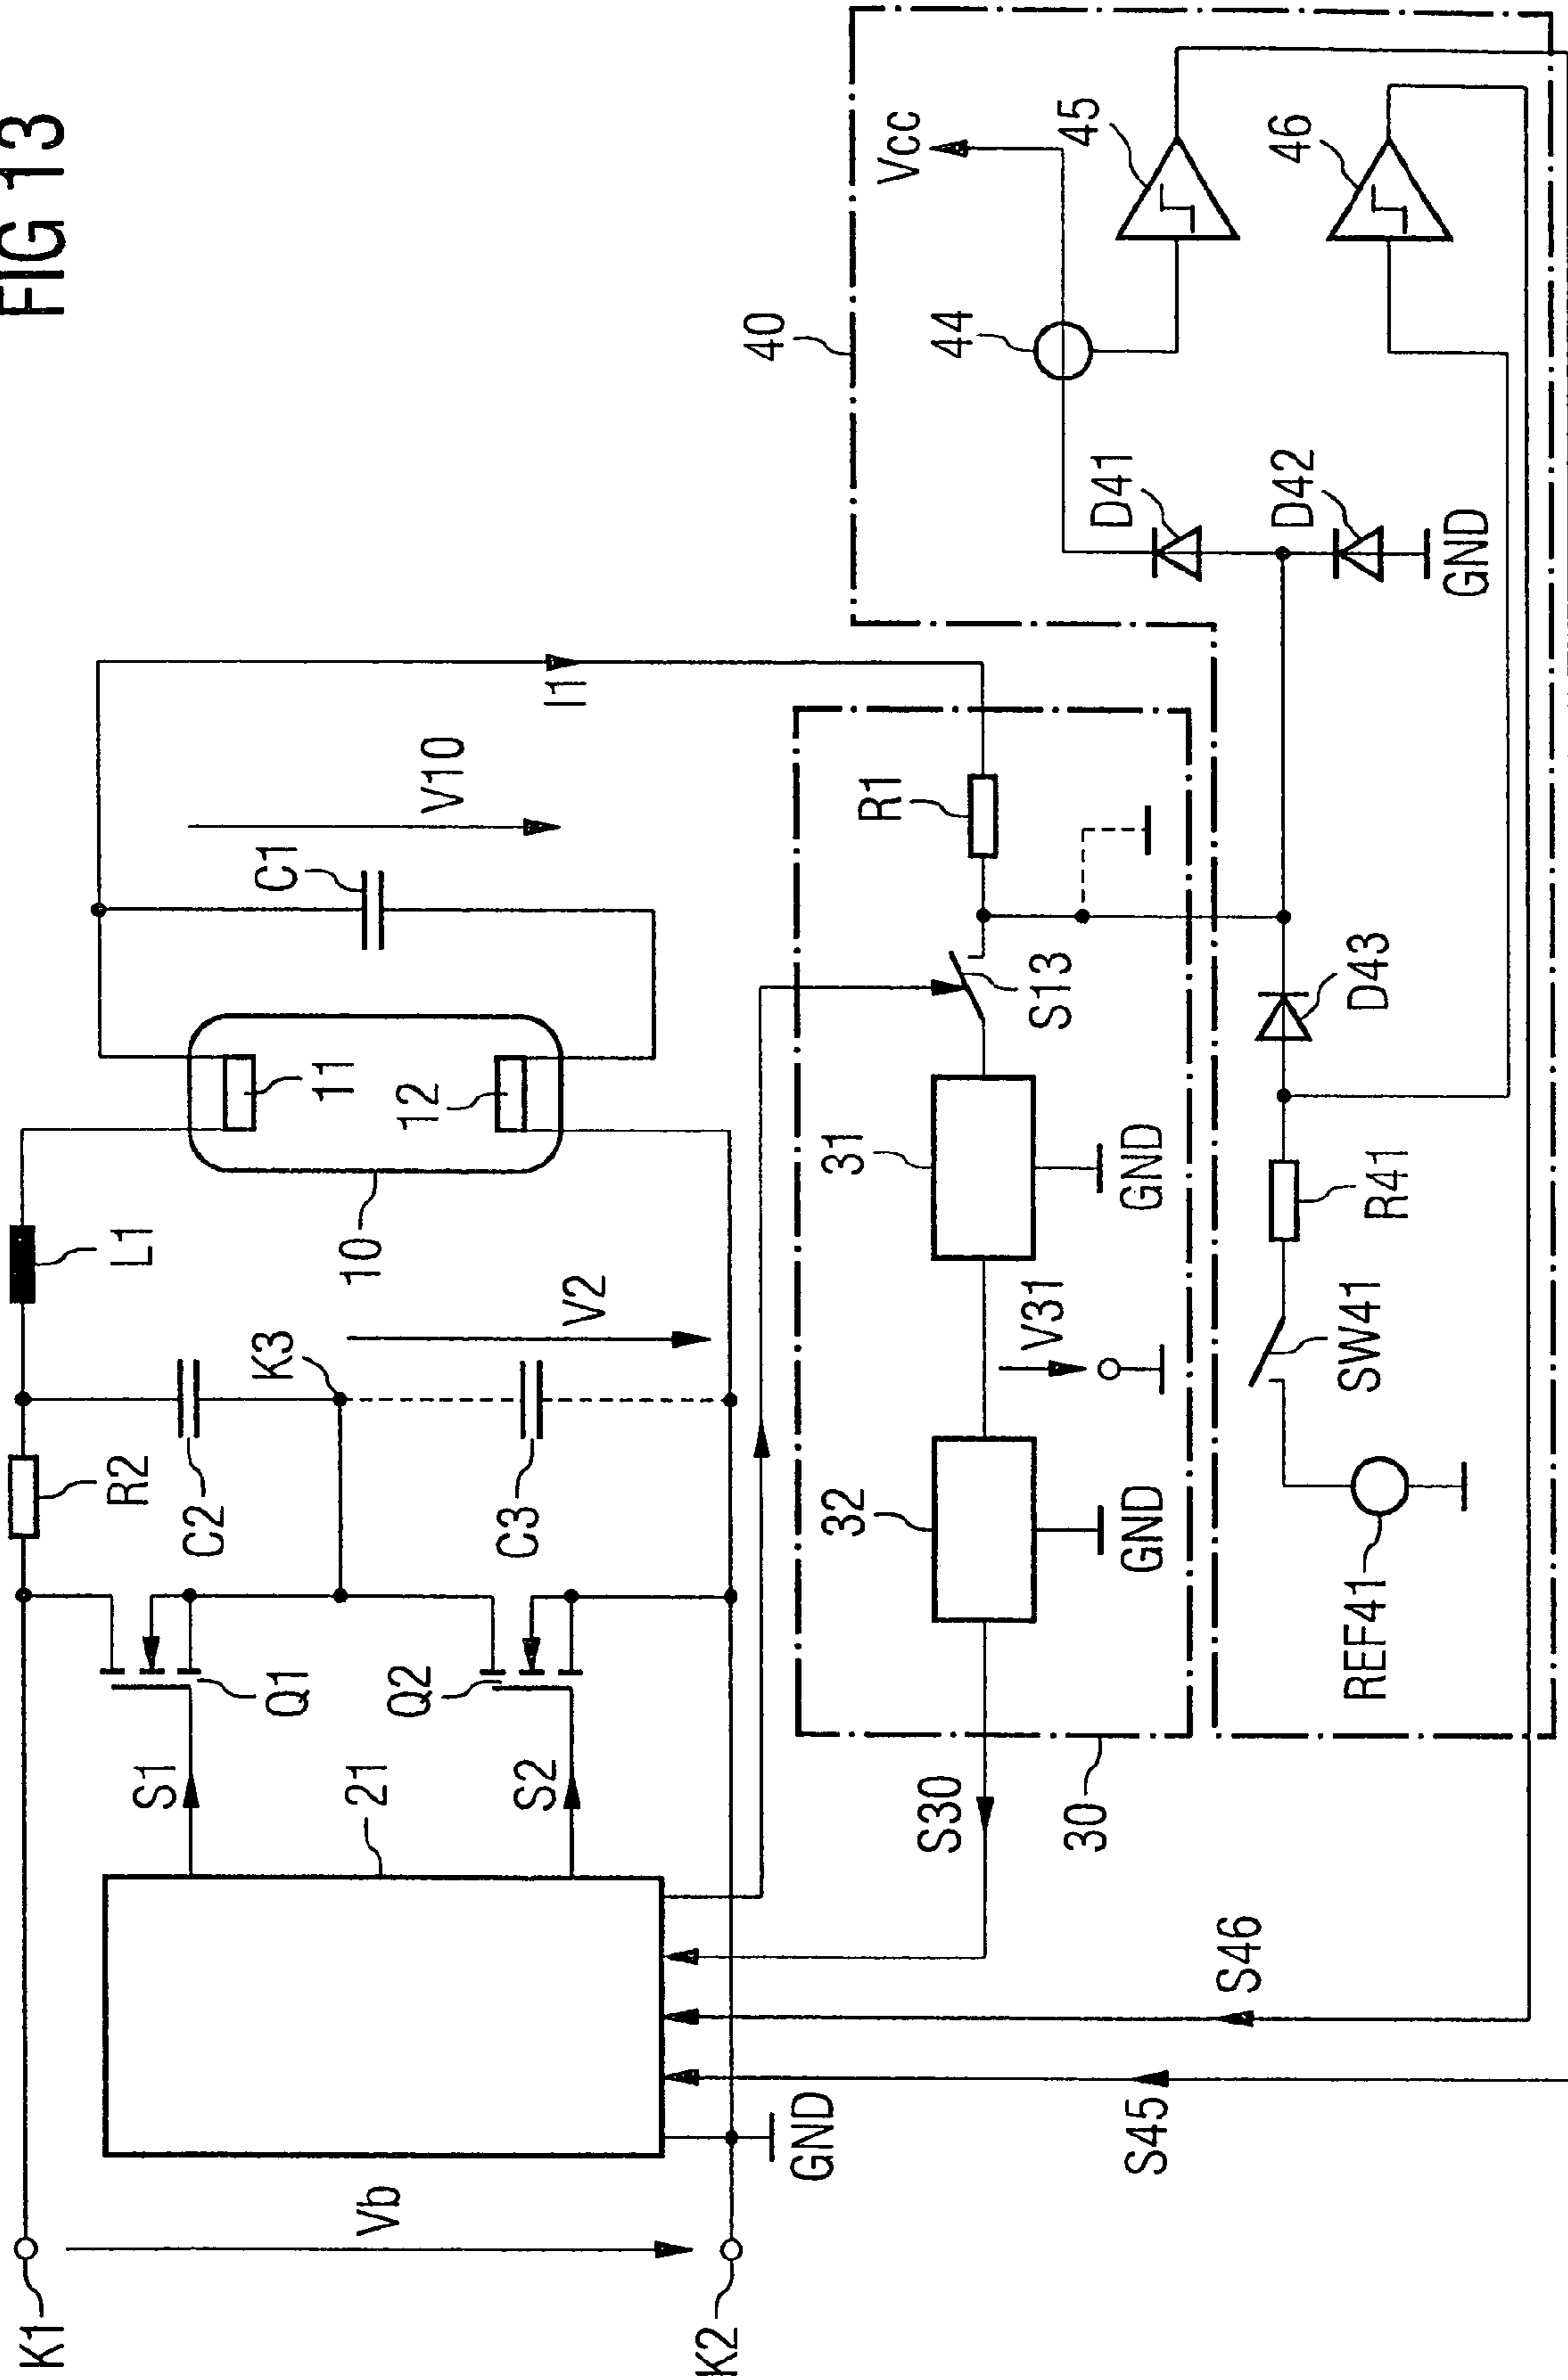 FIG 13
K1
K2
Vb
GND
21
S1
S2
Q1
Q2
R2
C2
K3
C3
V2
L1
10
11
12
C1
V10
I1
S30
30
32
GND
V31
31
GND
S13
R1
S45
S46
REF41
SW41
R41
D43
40
D41
D42
GND
44
Vcc
45
46